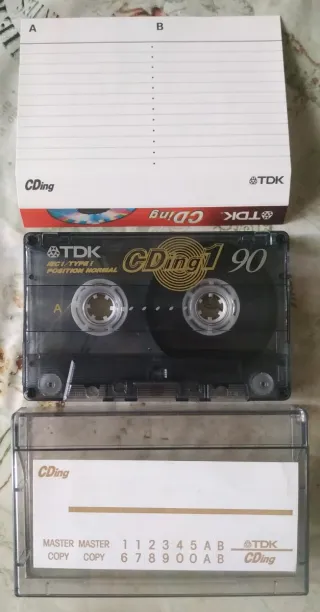 A B
CDing TDK
TDK CDing
TDK
IEC I / TYPE I
POSITION NORMAL
CDing1 90
A
CDing
MASTER MASTER 1 1 2 3 4 5 A B TDK
COPY COPY 6 7 8 9 0 0 A B CDing